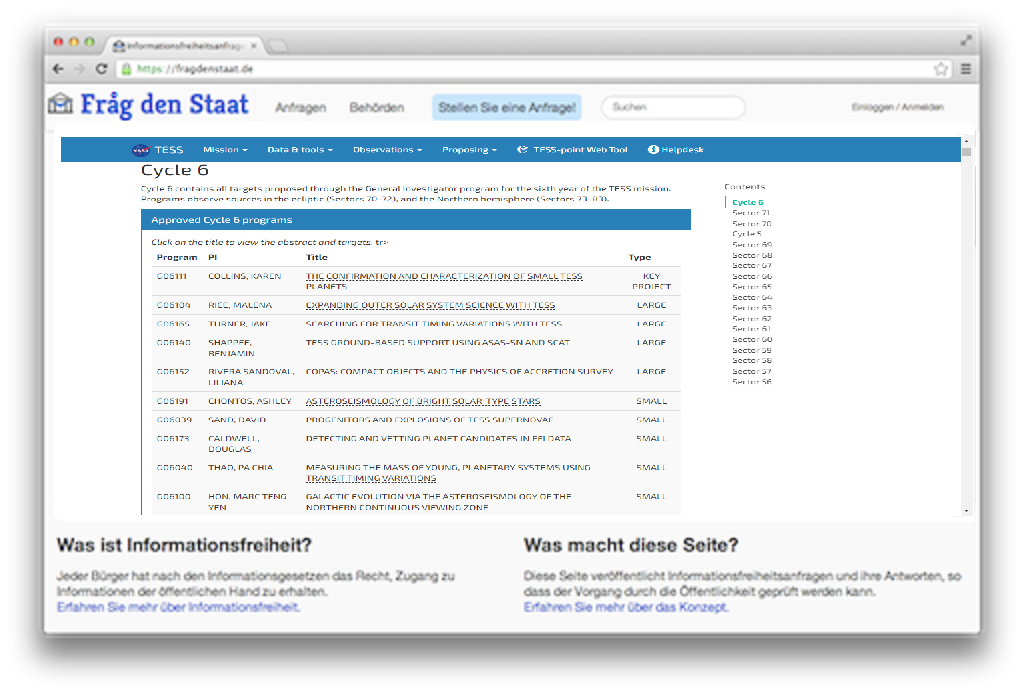 Informationsfreiheitsanfrage
https://fragdenstaat.de
Fråg den Staat Anfragen Behörden Stellen Sie eine Anfrage! Suchen Einloggen / Anmelden
NASA TESS Mission Data & tools Observations Proposing TESS-point Web Tool Helpdesk
Cycle 6
Cycle 6 contains all targets proposed through the General Investigator program for the sixth year of the TESS mission.
Programs observe sources in the ecliptic (Sectors 70-72), and the Northern hemisphere (Sectors 73-83).
Approved Cycle 6 programs
Click on the title to view the abstract and targets. tr>
Program PI Title Type
G06111 COLLINS, KAREN THE CONFIRMATION AND CHARACTERIZATION OF SMALL TESS KEY
PLANETS PROJECT
G06104 RICE, MALENA EXPANDING OUTER SOLAR SYSTEM SCIENCE WITH TESS LARGE
G06165 TURNER, JAKE SEARCHING FOR TRANSIT TIMING VARIATIONS WITH TESS LARGE
G06140 SHAPPEE, TESS GROUND-BASED SUPPORT USING ASAS-SN AND SCAT LARGE
BENJAMIN
G06152 RIVERA SANDOVAL, COPAS: COMPACT OBJECTS AND THE PHYSICS OF ACCRETION SURVEY LARGE
LILIANA
G06191 CHONTOS, ASHLEY ASTEROSEISMOLOGY OF BRIGHT SOLAR-TYPE STARS SMALL
G06039 SAND, DAVID PROGENITORS AND EXPLOSIONS OF TESS SUPERNOVAE SMALL
G06173 CALDWELL, DETECTING AND VETTING PLANET CANDIDATES IN FFI DATA SMALL
DOUGLAS
G06040 THAO, PA CHIA MEASURING THE MASS OF YOUNG, PLANETARY SYSTEMS USING SMALL
TRANSIT TIMING VARIATIONS
G06100 HON, MARC TENG GALACTIC EVOLUTION VIA THE ASTEROSEISMOLOGY OF THE SMALL
YEN NORTHERN CONTINUOUS VIEWING ZONE
Contents
Cycle 6
Sector 71
Sector 70
Cycle 5
Sector 69
Sector 68
Sector 67
Sector 66
Sector 65
Sector 64
Sector 63
Sector 62
Sector 61
Sector 60
Sector 59
Sector 58
Sector 57
Sector 56
Was ist Informationsfreiheit?
Jeder Bürger hat nach den Informationsgesetzen das Recht, Zugang zu
Informationen der öffentlichen Hand zu erhalten.
Erfahren Sie mehr über Informationsfreiheit.
Was macht diese Seite?
Diese Seite veröffentlicht Informationsfreiheitsanfragen und ihre Antworten, so
dass der Vorgang durch die Öffentlichkeit geprüft werden kann.
Erfahren Sie mehr über das Konzept.